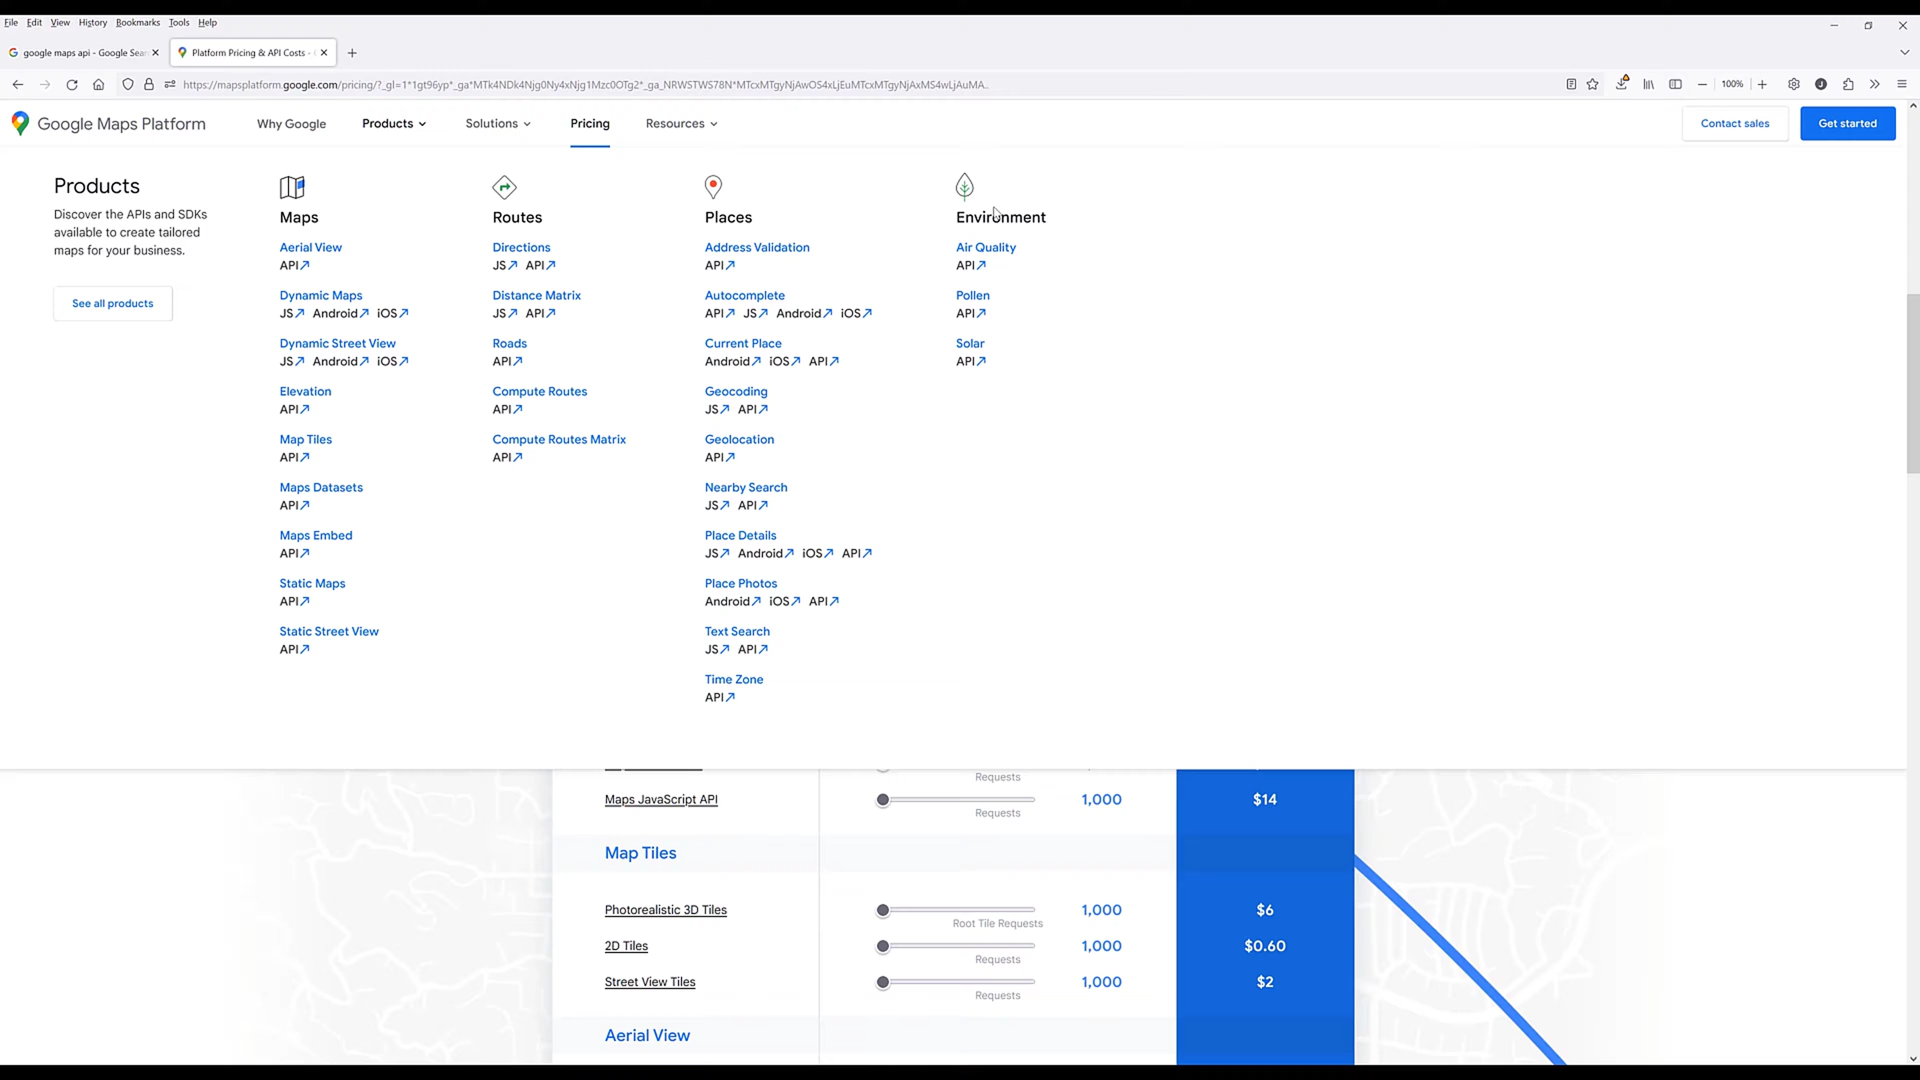 File Edit View History Bookmarks Tools Help
google maps api - Google Sea
Platform Pricing & API Costs -
https://mapsplatform.google.com/pricing/?_gl=1*1gt96yp*_ga*MTk4NDk4Njg0Ny4xNjg1Mzc0OTg2*_ga_NRWSTWS78N*MTcxMTgyNjAwOS4xLjEuMTcxMTgyNjAxMS4wLjAuMA..
100%
Google Maps Platform
Why Google
Products
Solutions
Pricing
Resources
Contact sales
Get started
Products
Discover the APIs and SDKs
available to create tailored
maps for your business.
See all products
Maps
Aerial View
API
Dynamic Maps
JS Android iOS
Dynamic Street View
JS Android iOS
Elevation
API
Map Tiles
API
Maps Datasets
API
Maps Embed
API
Static Maps
API
Static Street View
API
Routes
Directions
JS API
Distance Matrix
JS API
Roads
API
Compute Routes
API
Compute Routes Matrix
API
Places
Address Validation
API
Autocomplete
API JS Android iOS
Current Place
Android iOS API
Geocoding
JS API
Geolocation
API
Nearby Search
JS API
Place Details
JS Android iOS API
Place Photos
Android iOS API
Text Search
JS API
Time Zone
API
Environment
Air Quality
API
Pollen
API
Solar
API
Requests
Maps JavaScript API 1,000 $14
Requests
Map Tiles
Photorealistic 3D Tiles 1,000 $6
Root Tile Requests
2D Tiles 1,000 $0.60
Requests
Street View Tiles 1,000 $2
Requests
Aerial View